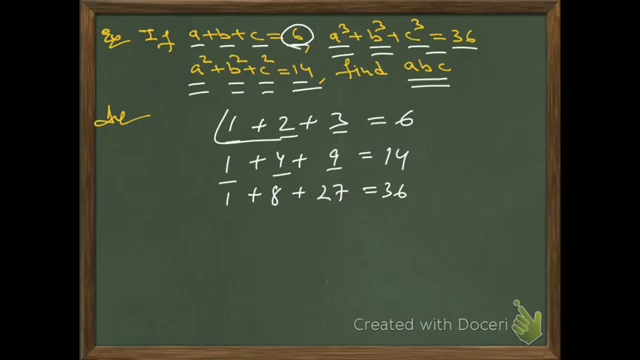 Ex If a+b+c=6, a³+b³+c³=36
a²+b²+c²=14, find abc
1 + 2 + 3 = 6
1 + 4 + 9 = 14
1 + 8 + 27 = 36
Created with Doceri